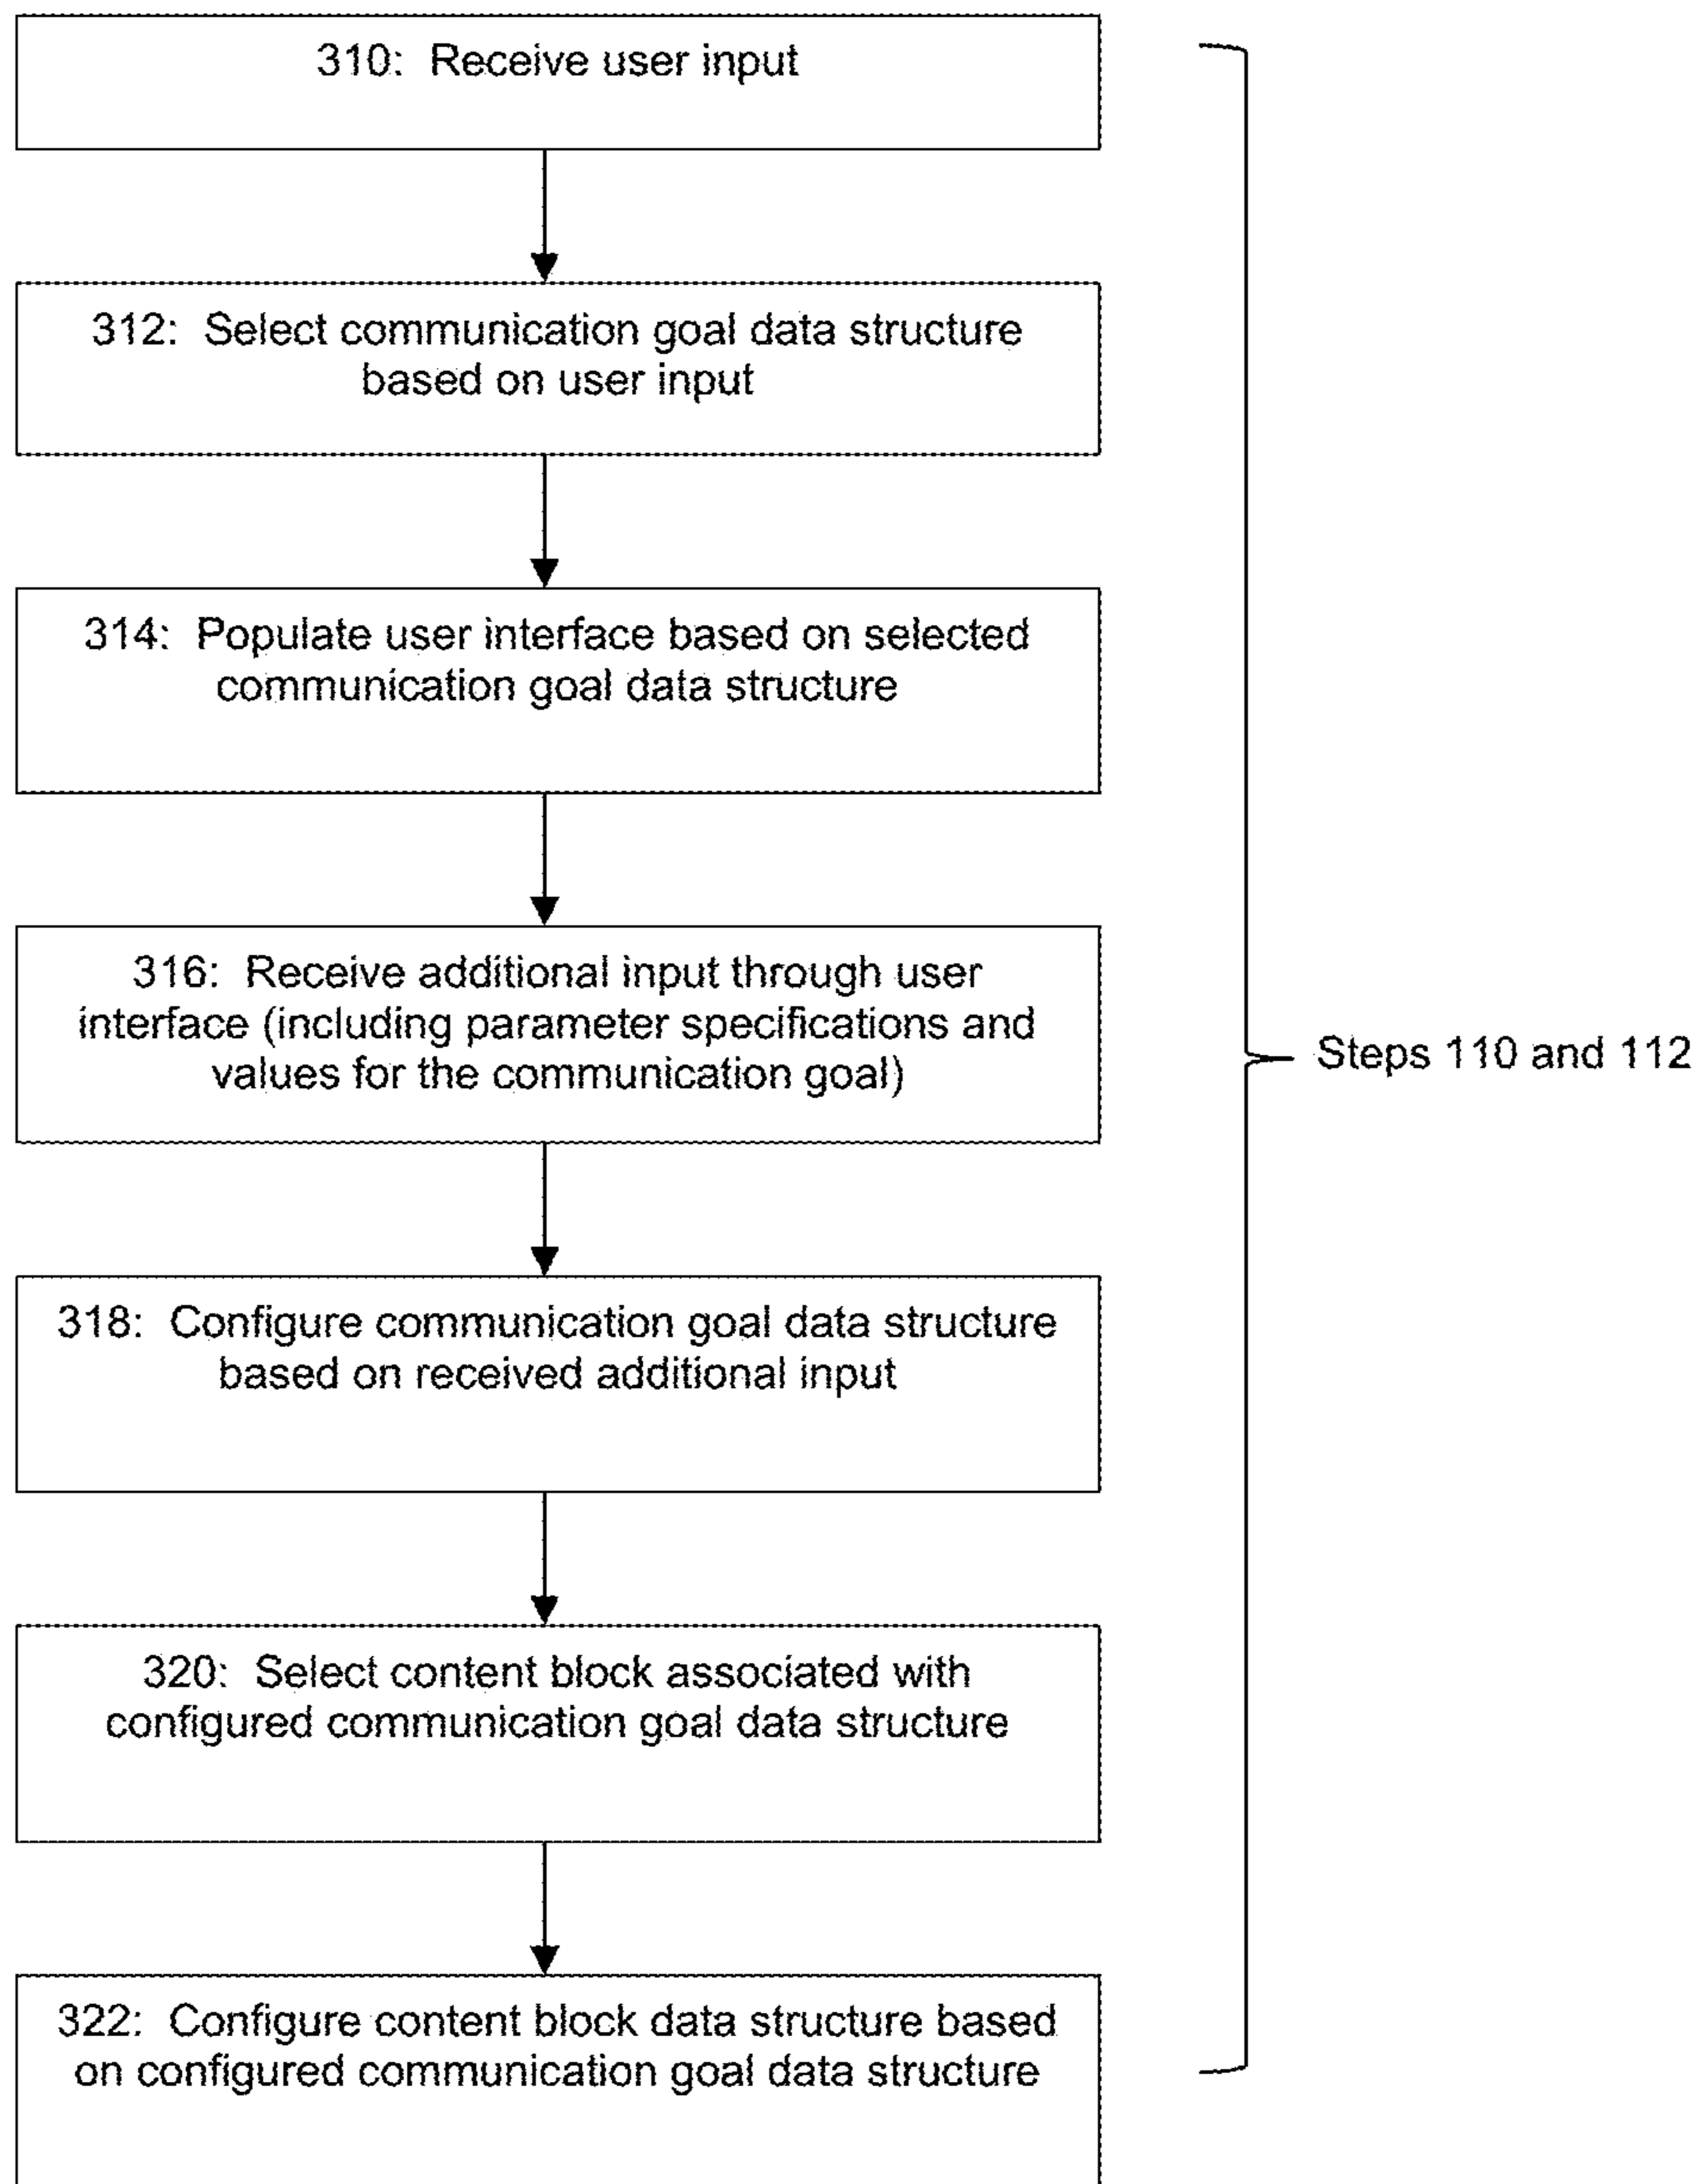 310: Receive user input
312: Select communication goal data structure
based on user input
314: Populate user interface based on selected
communication goal data structure
316: Receive additional input through user
interface (including parameter specifications and
values for the communication goal)
Steps 110 and 112
318: Configure communication goal data structure
based on received additional input
320: Select content block associated with
configured communication goal data structure
322: Configure content block data structure based
on configured communication goal data structure